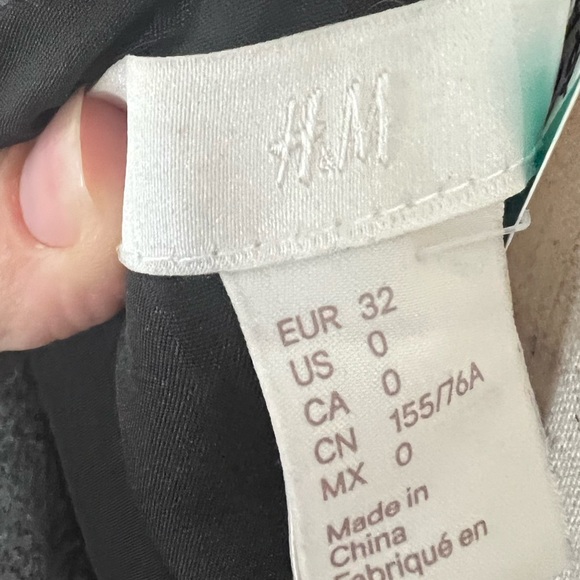 H&M
EUR 32
US 0
CA 0
CN 155/76A
MX 0
Made in
China
Fabriqué en